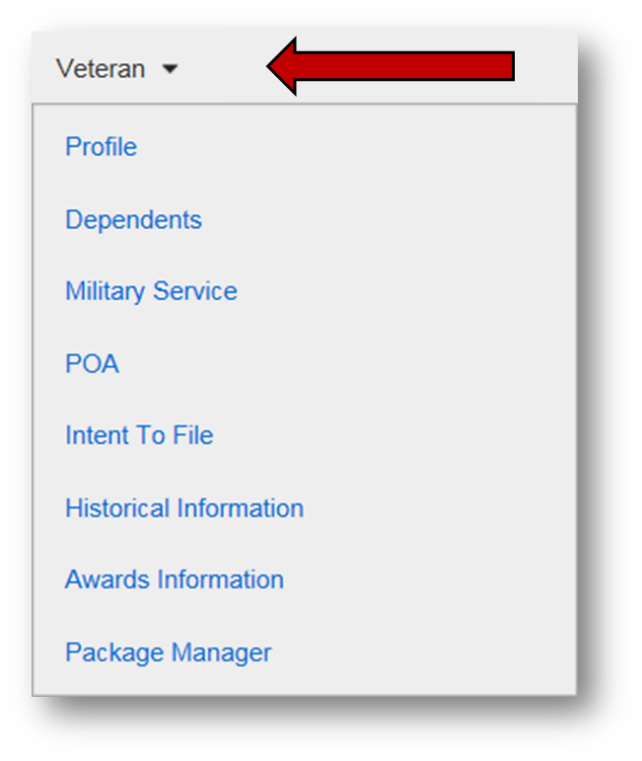 Veteran
Profile
Dependents
Military Service
POA
Intent To File
Historical Information
Awards Information
Package Manager